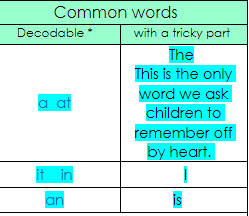 Common words
Decodable * with a tricky part
The
This is the only
word we ask
a at children to
remember off
by heart.
it in I
an is